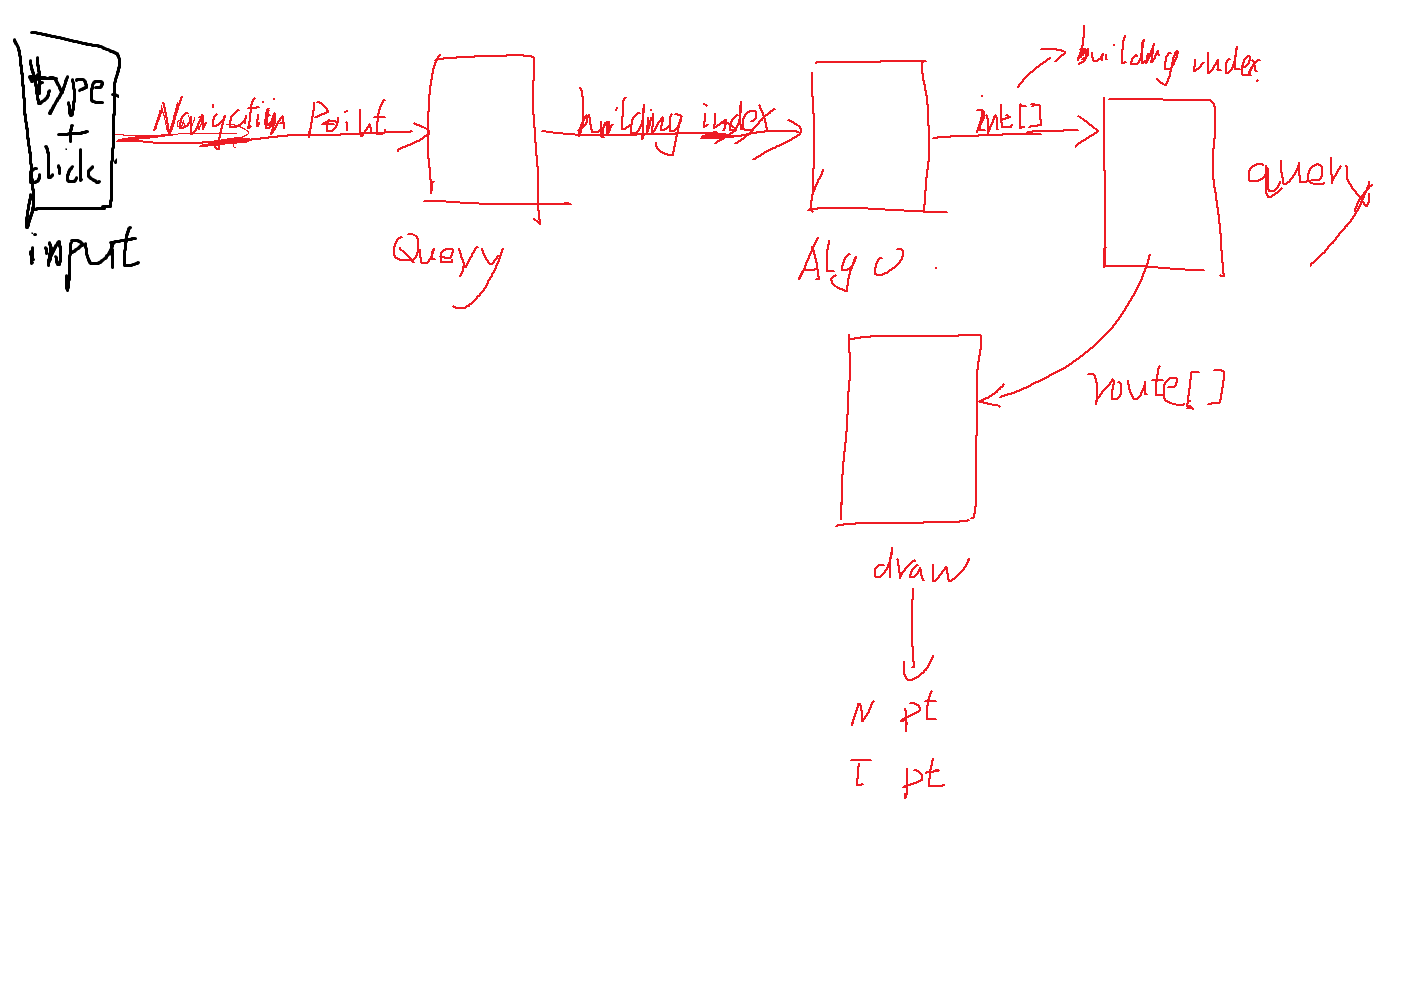 type
+
click
input
Navigation Point
Query
building index
Algo
int[]
building index
query
route[]
draw
N pt
I pt